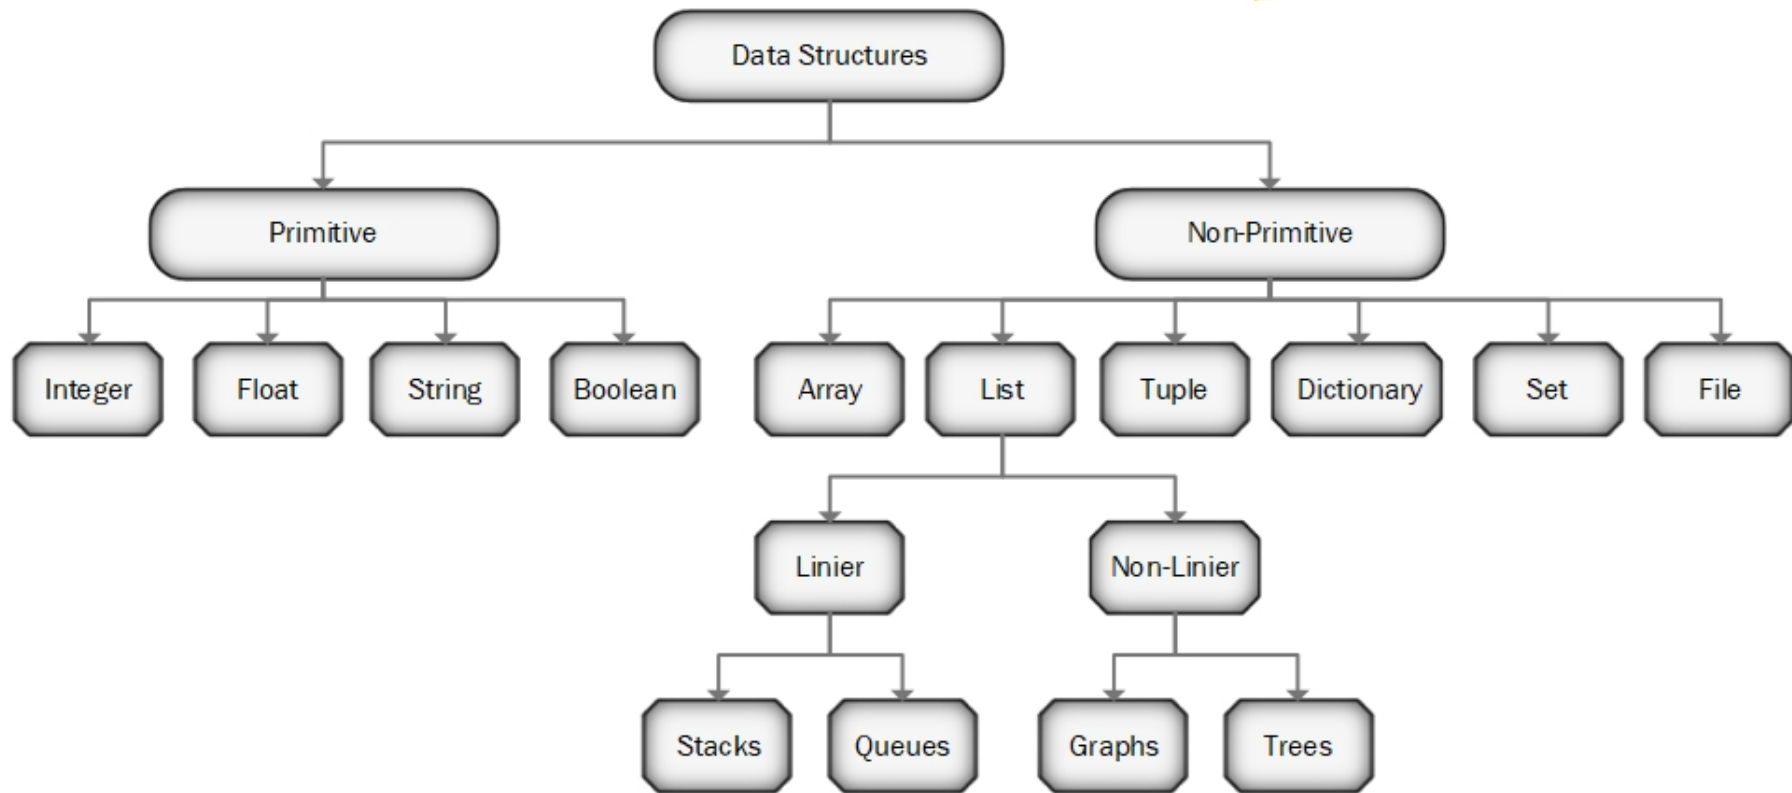 Data Structures
Primitive
Non-Primitive
Integer
Float
String
Boolean
Array
List
Tuple
Dictionary
Set
File
Linier
Non-Linier
Stacks
Queues
Graphs
Trees